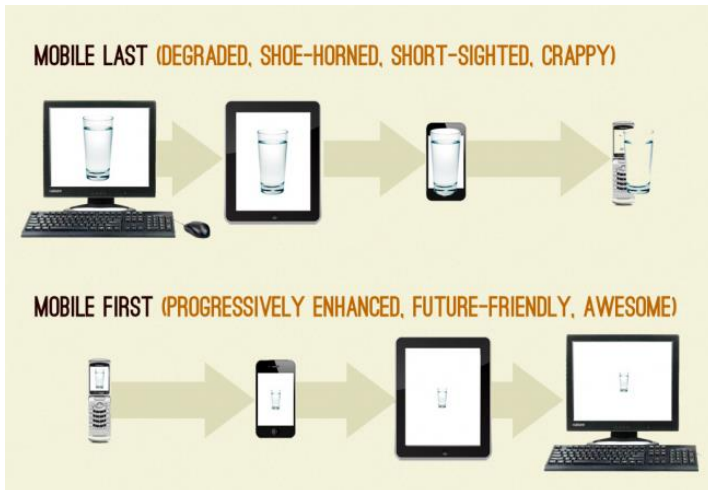 MOBILE LAST (DEGRADED, SHOE-HORNED, SHORT-SIGHTED, CRAPPY)
MOBILE FIRST (PROGRESSIVELY ENHANCED, FUTURE-FRIENDLY, AWESOME)